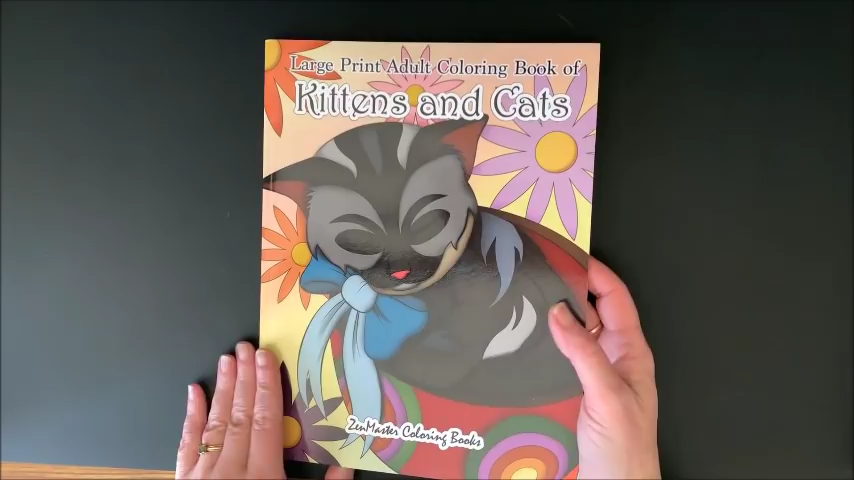 Large Print Adult Coloring Book of
Kittens and Cats
ZenMaster Coloring Books